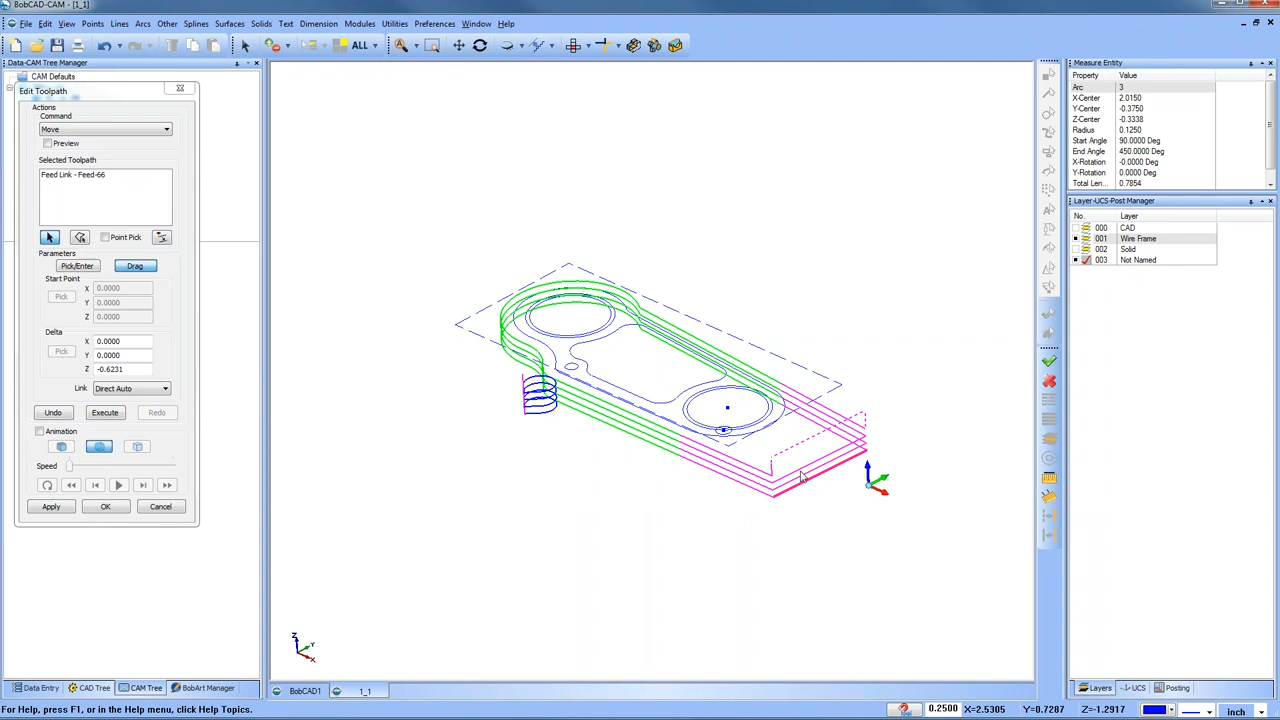 BobCAD-CAM - [1_1]
File Edit View Points Lines Arcs Other Splines Surfaces Solids Text Dimension Modules Utilities Preferences Window Help
ALL
Data-CAM Tree Manager
CAM Defaults
Edit Toolpath
Actions
Command
Move
Preview
Selected Toolpath
Feed Link - Feed-66
Point Pick
Parameters
Pick/Enter Drag
Start Point
Pick
X 0.0000
Y 0.0000
Z 0.0000
Delta
Pick
X 0.0000
Y 0.0000
Z -0.6231
Link Direct Auto
Undo Execute Redo
Animation
Speed
Apply OK Cancel
Data Entry CAD Tree CAM Tree BobArt Manager
Z
Y
X
BobCAD1 1_1
Measure Entity
Property Value
Arc 3
X-Center 2.0150
Y-Center -0.3750
Z-Center -0.3338
Radius 0.1250
Start Angle 90.0000 Deg
End Angle 450.0000 Deg
X-Rotation -0.0000 Deg
Y-Rotation 0.0000 Deg
Total Len... 0.7854
Layer-UCS-Post Manager
No. Layer
000 CAD
001 Wire Frame
002 Solid
003 Not Named
Layers UCS Posting
For Help, press F1, or in the Help menu, click Help Topics.
0.2500 X=2.5305 Y=0.7287 Z=-1.2917 inch